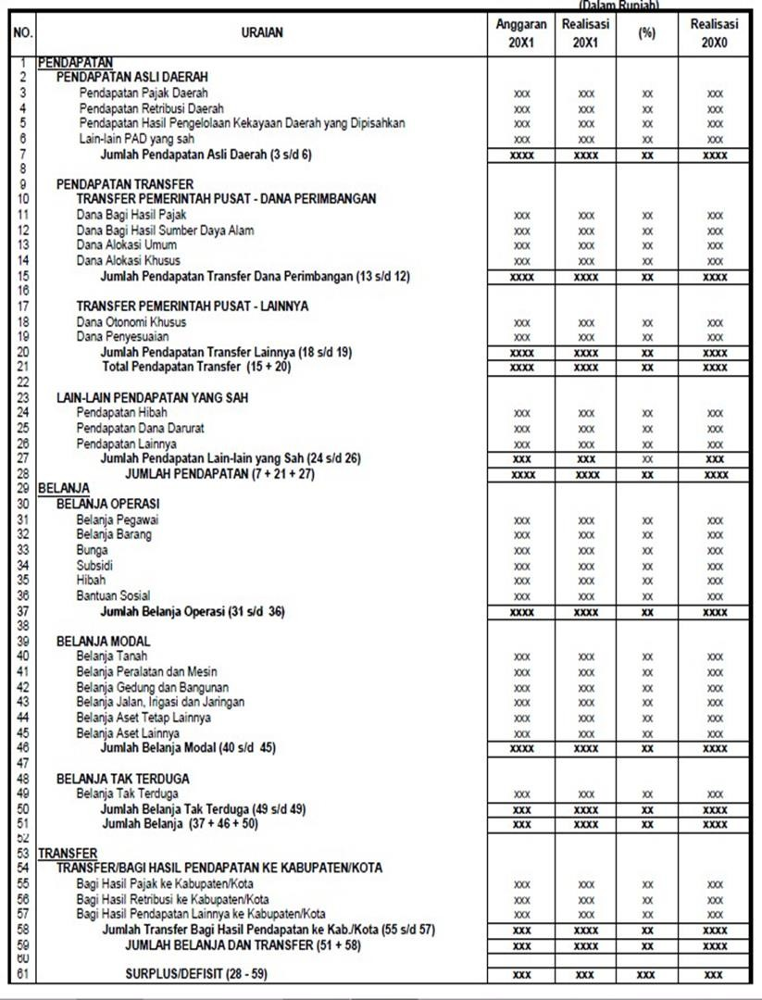 (Dalam Rupiah)
NO. URAIAN Anggaran 20X1 Realisasi 20X1 (%) Realisasi 20X0
1 PENDAPATAN
2 PENDAPATAN ASLI DAERAH
3 Pendapatan Pajak Daerah xxx xxx xx xxx
4 Pendapatan Retribusi Daerah xxx xxx xx xxx
5 Pendapatan Hasil Pengelolaan Kekayaan Daerah yang Dipisahkan xxx xxx xx xxx
6 Lain-lain PAD yang sah xxx xxx xx xxx
7 Jumlah Pendapatan Asli Daerah (3 s/d 6) xxxx xxxx xx xxxx
8
9 PENDAPATAN TRANSFER
10 TRANSFER PEMERINTAH PUSAT - DANA PERIMBANGAN
11 Dana Bagi Hasil Pajak xxx xxx xx xxx
12 Dana Bagi Hasil Sumber Daya Alam xxx xxx xx xxx
13 Dana Alokasi Umum xxx xxx xx xxx
14 Dana Alokasi Khusus xxx xxx xx xxx
15 Jumlah Pendapatan Transfer Dana Perimbangan (13 s/d 12) xxxx xxxx xx xxxx
16
17 TRANSFER PEMERINTAH PUSAT - LAINNYA
18 Dana Otonomi Khusus xxx xxx xx xxx
19 Dana Penyesuaian xxx xxx xx xxx
20 Jumlah Pendapatan Transfer Lainnya (18 s/d 19) xxxx xxxx xx xxxx
21 Total Pendapatan Transfer (15 + 20) xxxx xxxx xx xxxx
22
23 LAIN-LAIN PENDAPATAN YANG SAH
24 Pendapatan Hibah xxx xxx xx xxx
25 Pendapatan Dana Darurat xxx xxx xx xxx
26 Pendapatan Lainnya xxx xxx xx xxx
27 Jumlah Pendapatan Lain-lain yang Sah (24 s/d 26) xxx xxx xx xxx
28 JUMLAH PENDAPATAN (7 + 21 + 27) xxxx xxxx xx xxxx
29 BELANJA
30 BELANJA OPERASI
31 Belanja Pegawai xxx xxx xx xxx
32 Belanja Barang xxx xxx xx xxx
33 Bunga xxx xxx xx xxx
34 Subsidi xxx xxx xx xxx
35 Hibah xxx xxx xx xxx
36 Bantuan Sosial xxx xxx xx xxx
37 Jumlah Belanja Operasi (31 s/d 36) xxxx xxxx xx xxxx
38
39 BELANJA MODAL
40 Belanja Tanah xxx xxx xx xxx
41 Belanja Peralatan dan Mesin xxx xxx xx xxx
42 Belanja Gedung dan Bangunan xxx xxx xx xxx
43 Belanja Jalan, Irigasi dan Jaringan xxx xxx xx xxx
44 Belanja Aset Tetap Lainnya xxx xxx xx xxx
45 Belanja Aset Lainnya xxx xxx xx xxx
46 Jumlah Belanja Modal (40 s/d 45) xxxx xxxx xx xxxx
47
48 BELANJA TAK TERDUGA
49 Belanja Tak Terduga xxx xxx xx xxx
50 Jumlah Belanja Tak Terduga (49 s/d 49) xxx xxxx xx xxxx
51 Jumlah Belanja (37 + 46 + 50) xxx xxxx xx xxxx
52
53 TRANSFER
54 TRANSFER/BAGI HASIL PENDAPATAN KE KABUPATEN/KOTA
55 Bagi Hasil Pajak ke Kabupaten/Kota xxx xxx xx xxx
56 Bagi Hasil Retribusi ke Kabupaten/Kota xxx xxx xx xxx
57 Bagi Hasil Pendapatan Lainnya ke Kabupaten/Kota xxx xxx xx xxx
58 Jumlah Transfer Bagi Hasil Pendapatan ke Kab./Kota (55 s/d 57) xxx xxxx xx xxxx
59 JUMLAH BELANJA DAN TRANSFER (51 + 58) xxx xxxx xx xxxx
60
61 SURPLUS/DEFISIT (28 - 59) xxx xxx xxx xxx